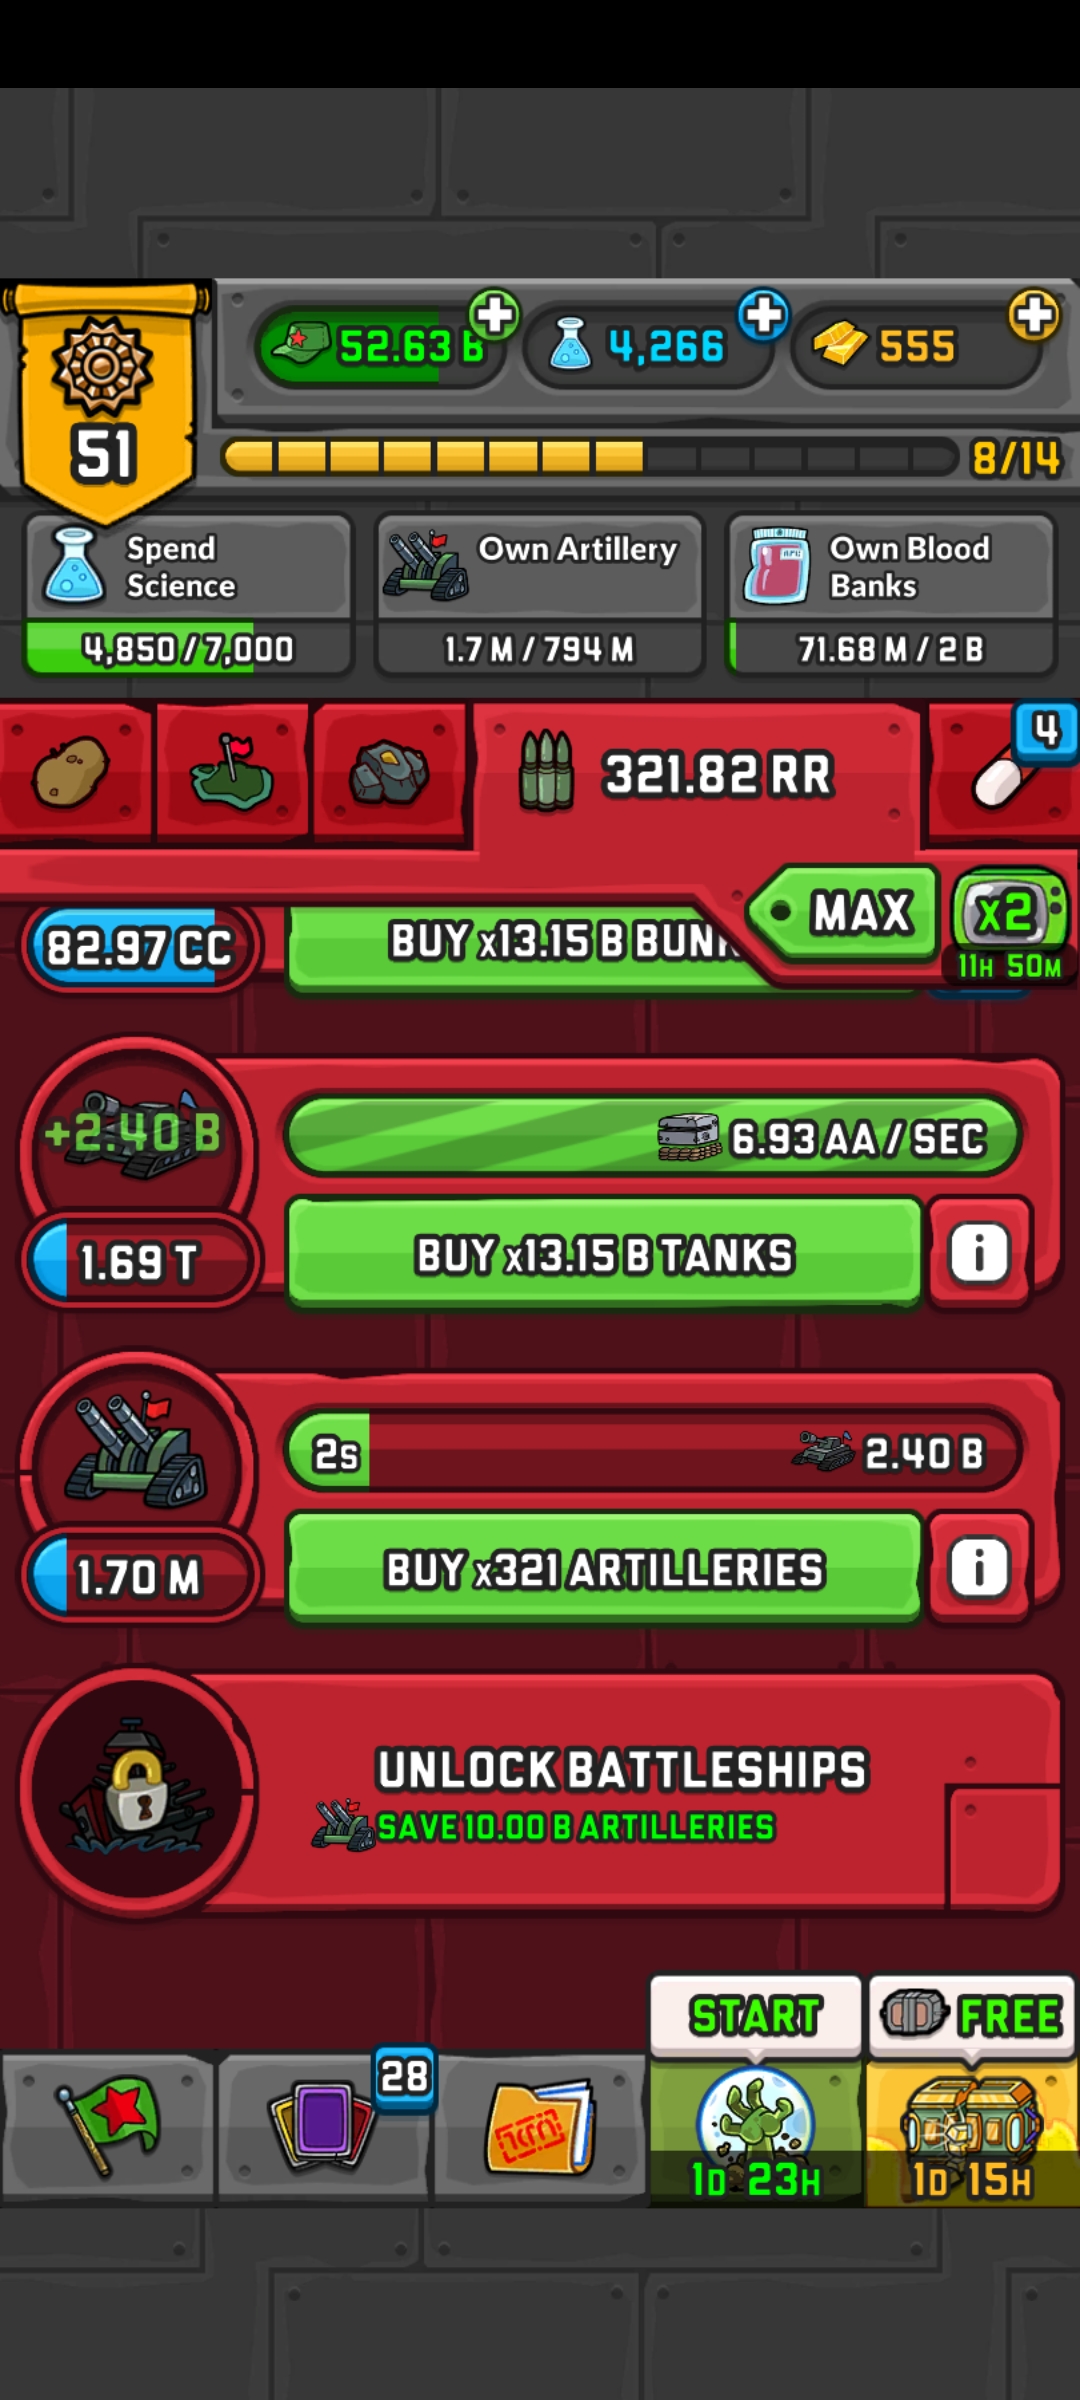 52.63 B
4,266
555
51
8/14
Spend
Science
4,850/7,000
Own Artillery
1.7 M / 794 M
Own Blood
Banks
71.68 M / 2 B
321.82 RR
4
MAX
x2
11H 50M
82.97 CC
BUY x13.15 B
+2.40 B
6.93 AA / SEC
1.69 T
BUY x13.15 B TANKS
i
2s
2.40 B
1.70 M
BUY x321 ARTILLERIES
i
UNLOCK BATTLESHIPS
SAVE 10.00 B ARTILLERIES
START
FREE
28
1D 23H
1D 15H